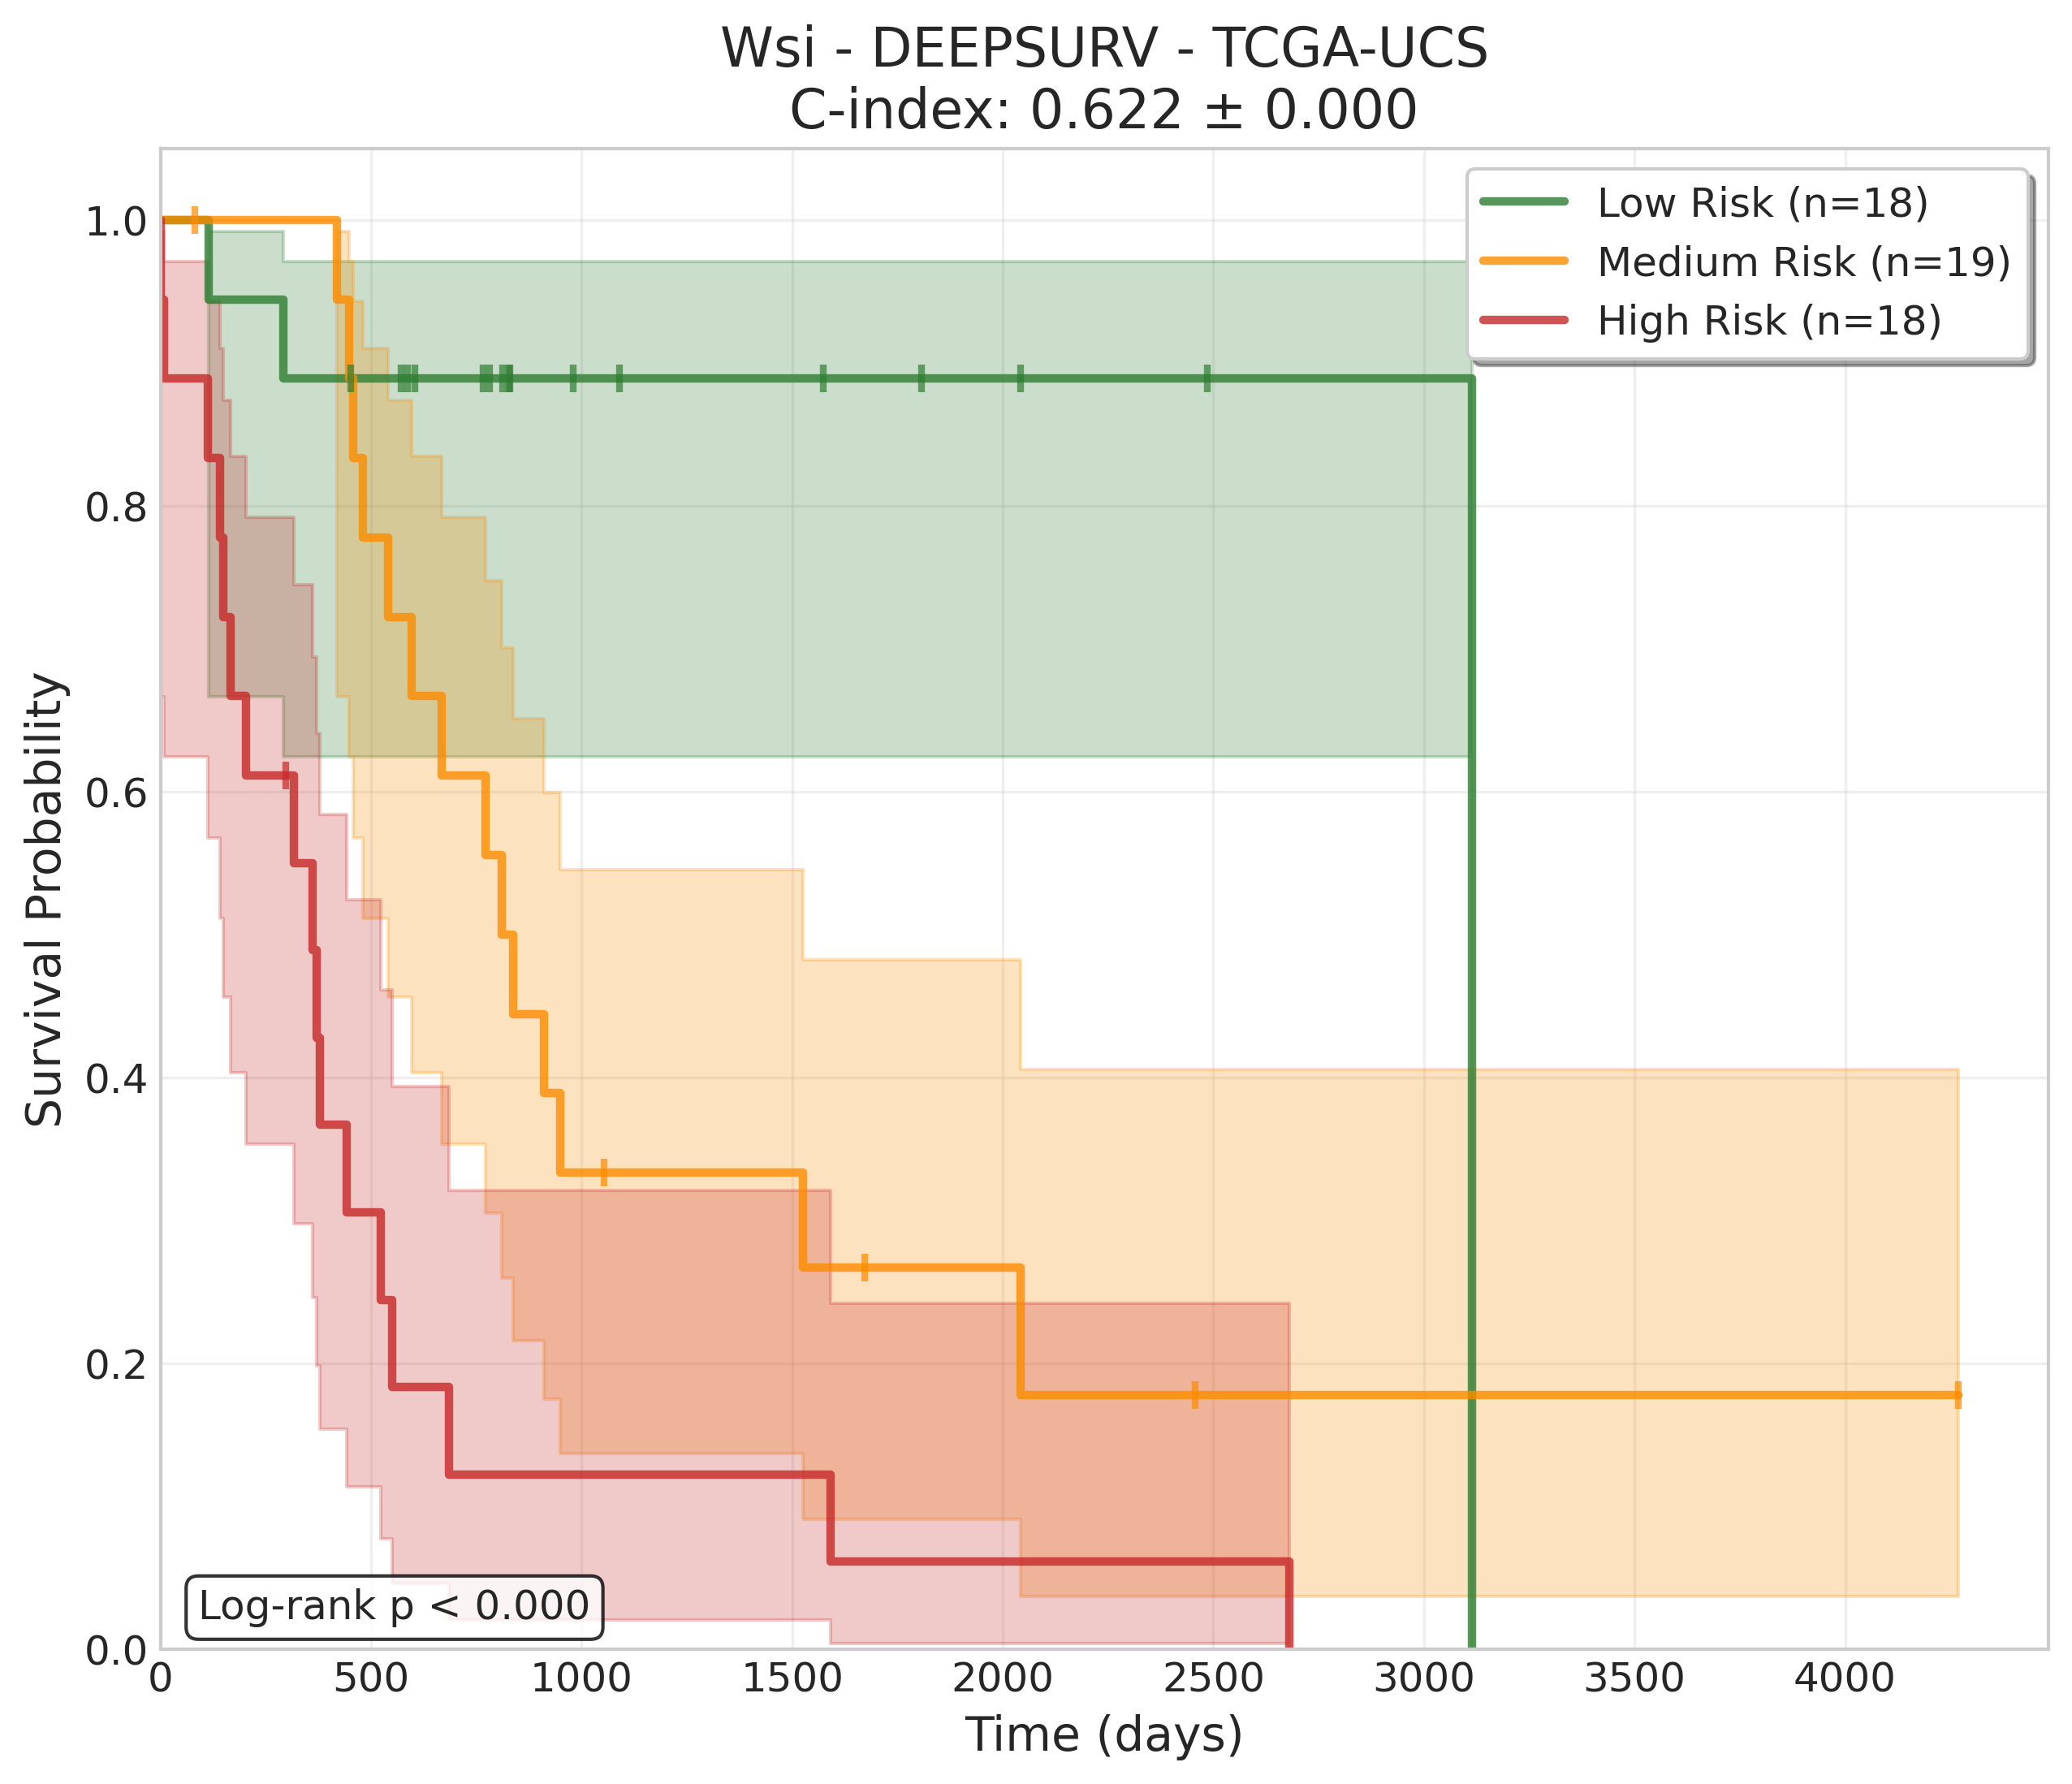 Wsi - DEEPSURV - TCGA-UCS
C-index: 0.622 ± 0.000
Low Risk (n=18)
Medium Risk (n=19)
High Risk (n=18)
Survival Probability
1.0
0.8
0.6
0.4
0.2
0.0
Log-rank p < 0.000
0 500 1000 1500 2000 2500 3000 3500 4000
Time (days)